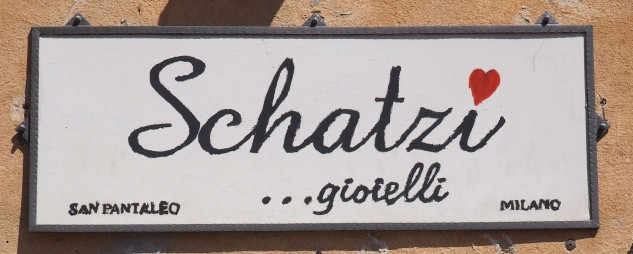 Schatzi
...gioielli
SAN PANTALEO MILANO